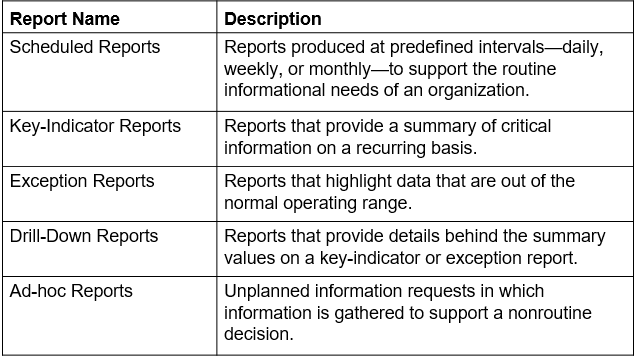 Report Name Description
Scheduled Reports Reports produced at predefined intervals—daily,
weekly, or monthly—to support the routine
informational needs of an organization.
Key-Indicator Reports Reports that provide a summary of critical
information on a recurring basis.
Exception Reports Reports that highlight data that are out of the
normal operating range.
Drill-Down Reports Reports that provide details behind the summary
values on a key-indicator or exception report.
Ad-hoc Reports Unplanned information requests in which
information is gathered to support a nonroutine
decision.